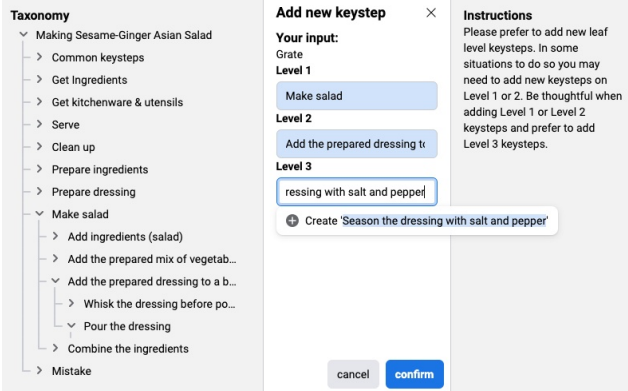 Taxonomy
Making Sesame-Ginger Asian Salad
Common keysteps
Get Ingredients
Get kitchenware & utensils
Serve
Clean up
Prepare ingredients
Prepare dressing
Make salad
Add ingredients (salad)
Add the prepared mix of vegetab...
Add the prepared dressing to a b...
Whisk the dressing before po...
Pour the dressing
Combine the ingredients
Mistake
Add new keystep
Your input:
Grate
Level 1
Make salad
Level 2
Add the prepared dressing to
Level 3
ressing with salt and pepper
Create 'Season the dressing with salt and pepper'
cancel
confirm
Instructions
Please prefer to add new leaf
level keysteps. In some
situations to do so you may
need to add new keysteps on
Level 1 or 2. Be thoughtful when
adding Level 1 or Level 2
keysteps and prefer to add
Level 3 keysteps.